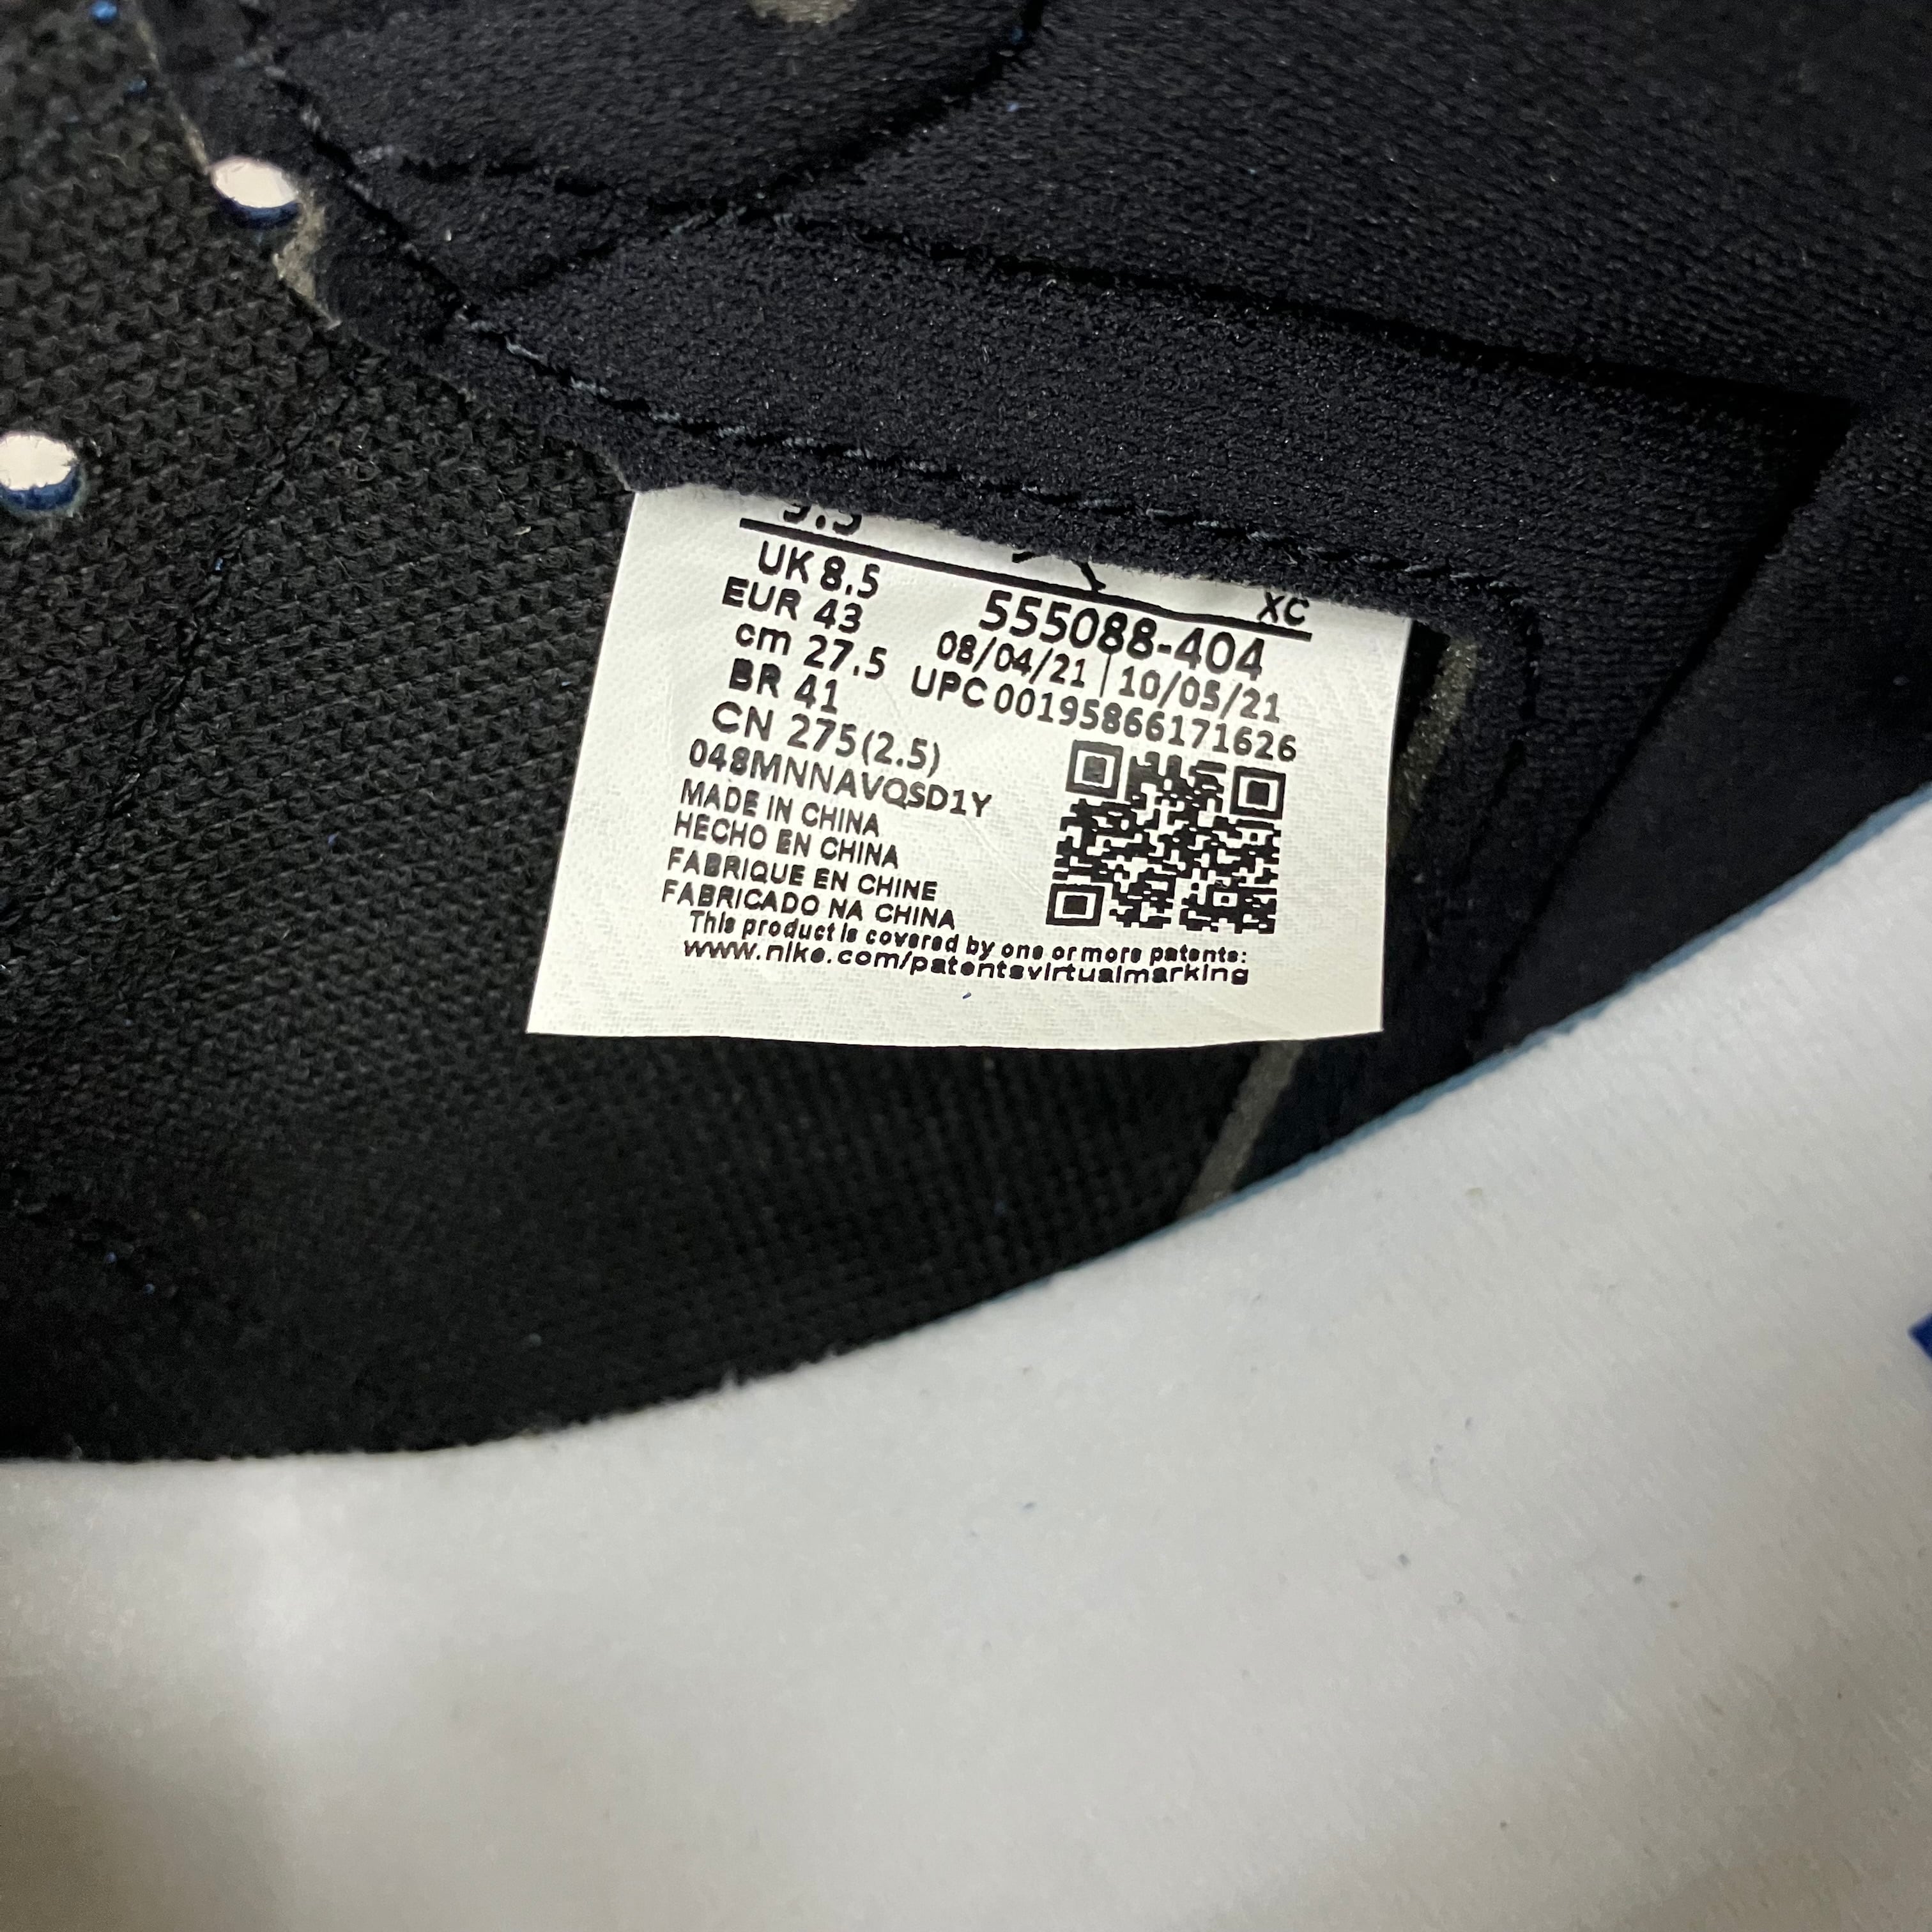 9.5
XC
UK 8.5
555088-404
EUR 43
08/04/21 | 10/05/21
cm 27.5
UPC 00195866171626
BR 41
CN 275(2.5)
048MNNAVQSD1Y
MADE IN CHINA
HECHO EN CHINA
FABRIQUE EN CHINE
FABRICADO NA CHINA
This product is covered by one or more patents:
www.nike.com/patentsvirtualmarking